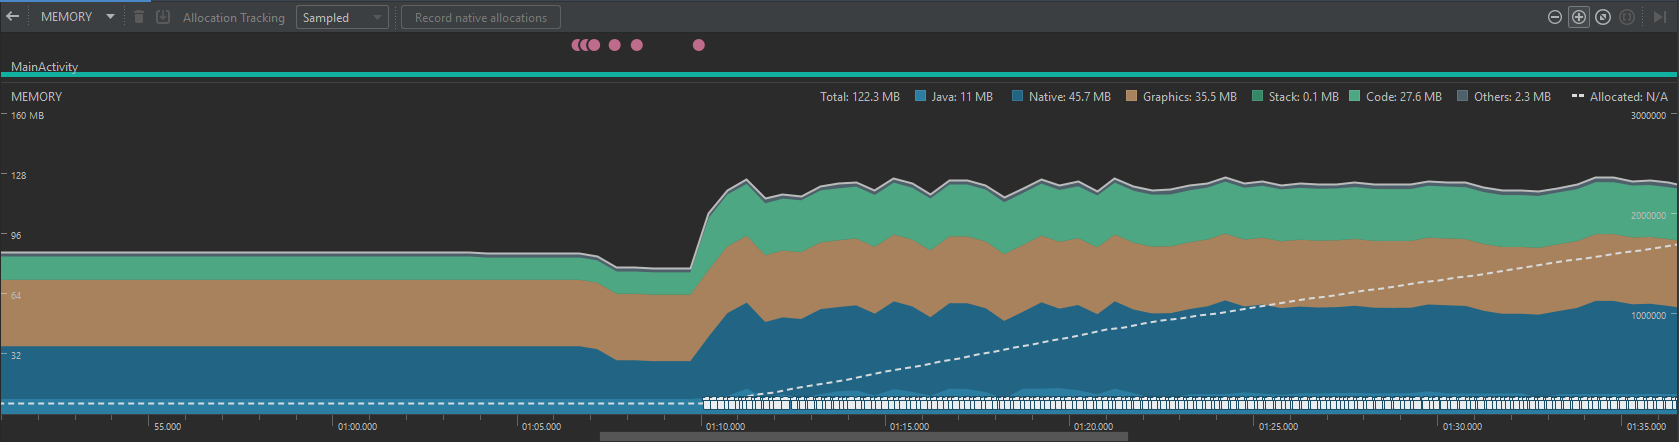 MEMORY Allocation Tracking Sampled Record native allocations
MainActivity
MEMORY Total: 122.3 MB Java: 11 MB Native: 45.7 MB Graphics: 35.5 MB Stack: 0.1 MB Code: 27.6 MB Others: 2.3 MB Allocated: N/A
160 MB 3000000
128
2000000
96
64
1000000
32
55.000 01:00.000 01:05.000 01:10.000 01:15.000 01:20.000 01:25.000 01:30.000 01:35.000